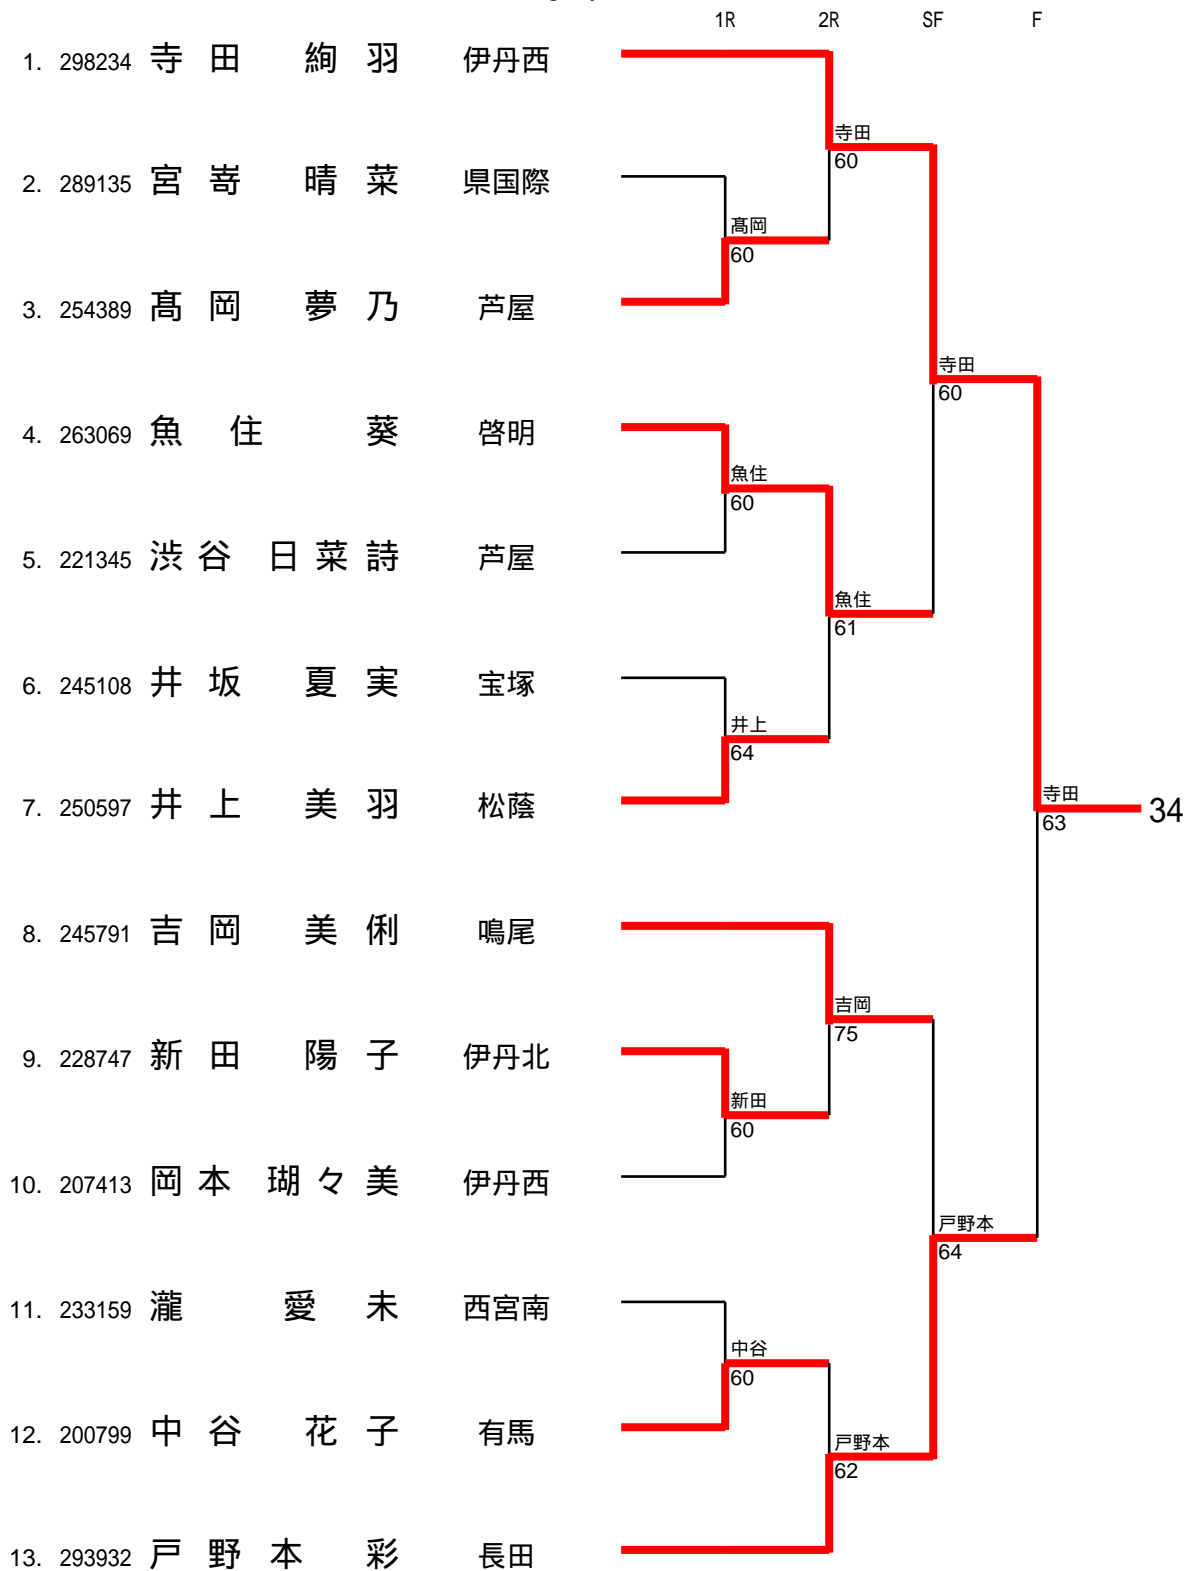 1R 2R SF F
1. 298234 寺田 絢羽 伊丹西
寺田
60
2. 289135 宮嵜 晴菜 県国際
髙岡
60
3. 254389 髙岡 夢乃 芦屋
寺田
60
4. 263069 魚住 葵 啓明
魚住
60
5. 221345 渋谷 日菜詩 芦屋
魚住
61
6. 245108 井坂 夏実 宝塚
井上
64
7. 250597 井上 美羽 松蔭
寺田
63 34
8. 245791 吉岡 美俐 鳴尾
吉岡
75
9. 228747 新田 陽子 伊丹北
新田
60
10. 207413 岡本 瑚々美 伊丹西
戸野本
64
11. 233159 瀧 愛未 西宮南
中谷
60
12. 200799 中谷 花子 有馬
戸野本
62
13. 293932 戸野本 彩 長田